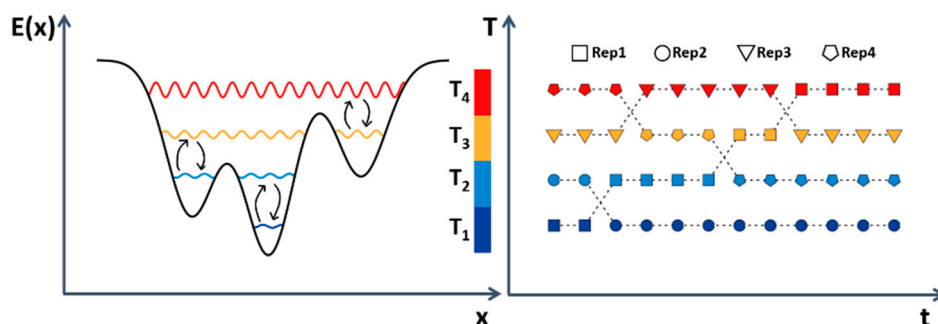 E(x)
T
Rep1 Rep2 Rep3 Rep4
T4
T3
T2
T1
x
t